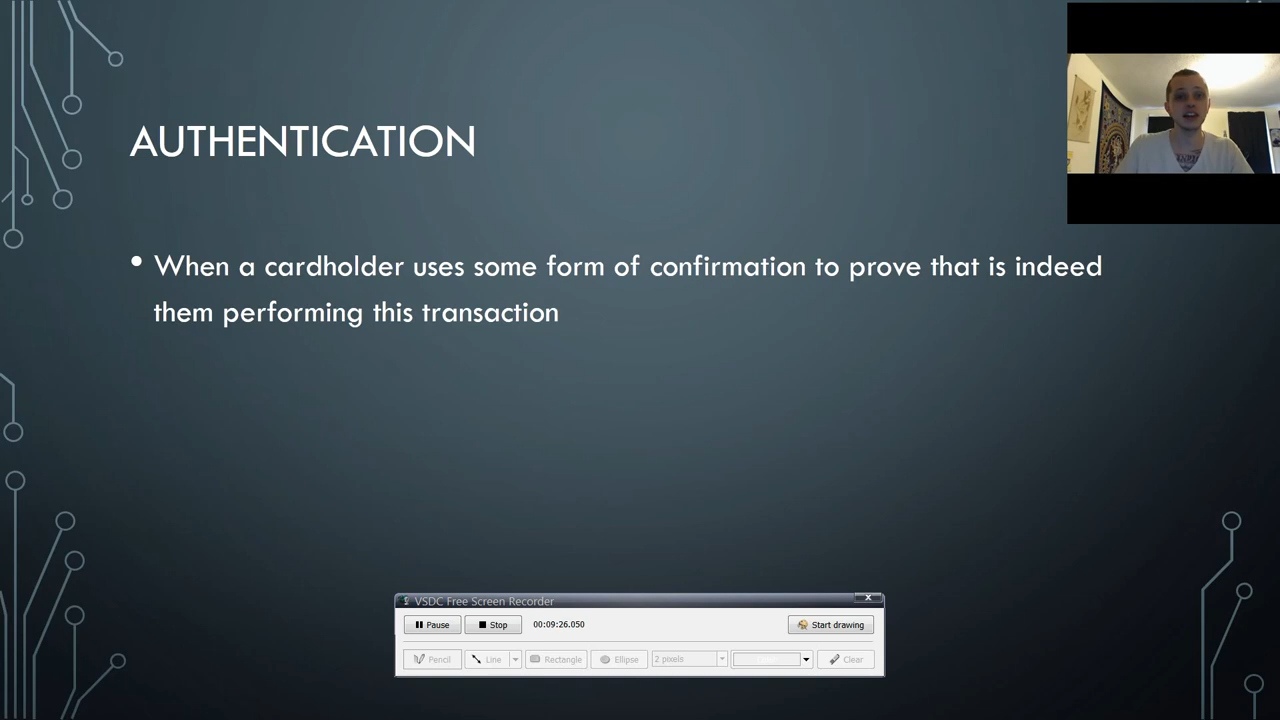 AUTHENTICATION
• When a cardholder uses some form of confirmation to prove that is indeed
them performing this transaction
VSDC Free Screen Recorder
Pause Stop 00:09:26.050 Start drawing
Pencil Line Rectangle Ellipse 2 pixels Clear